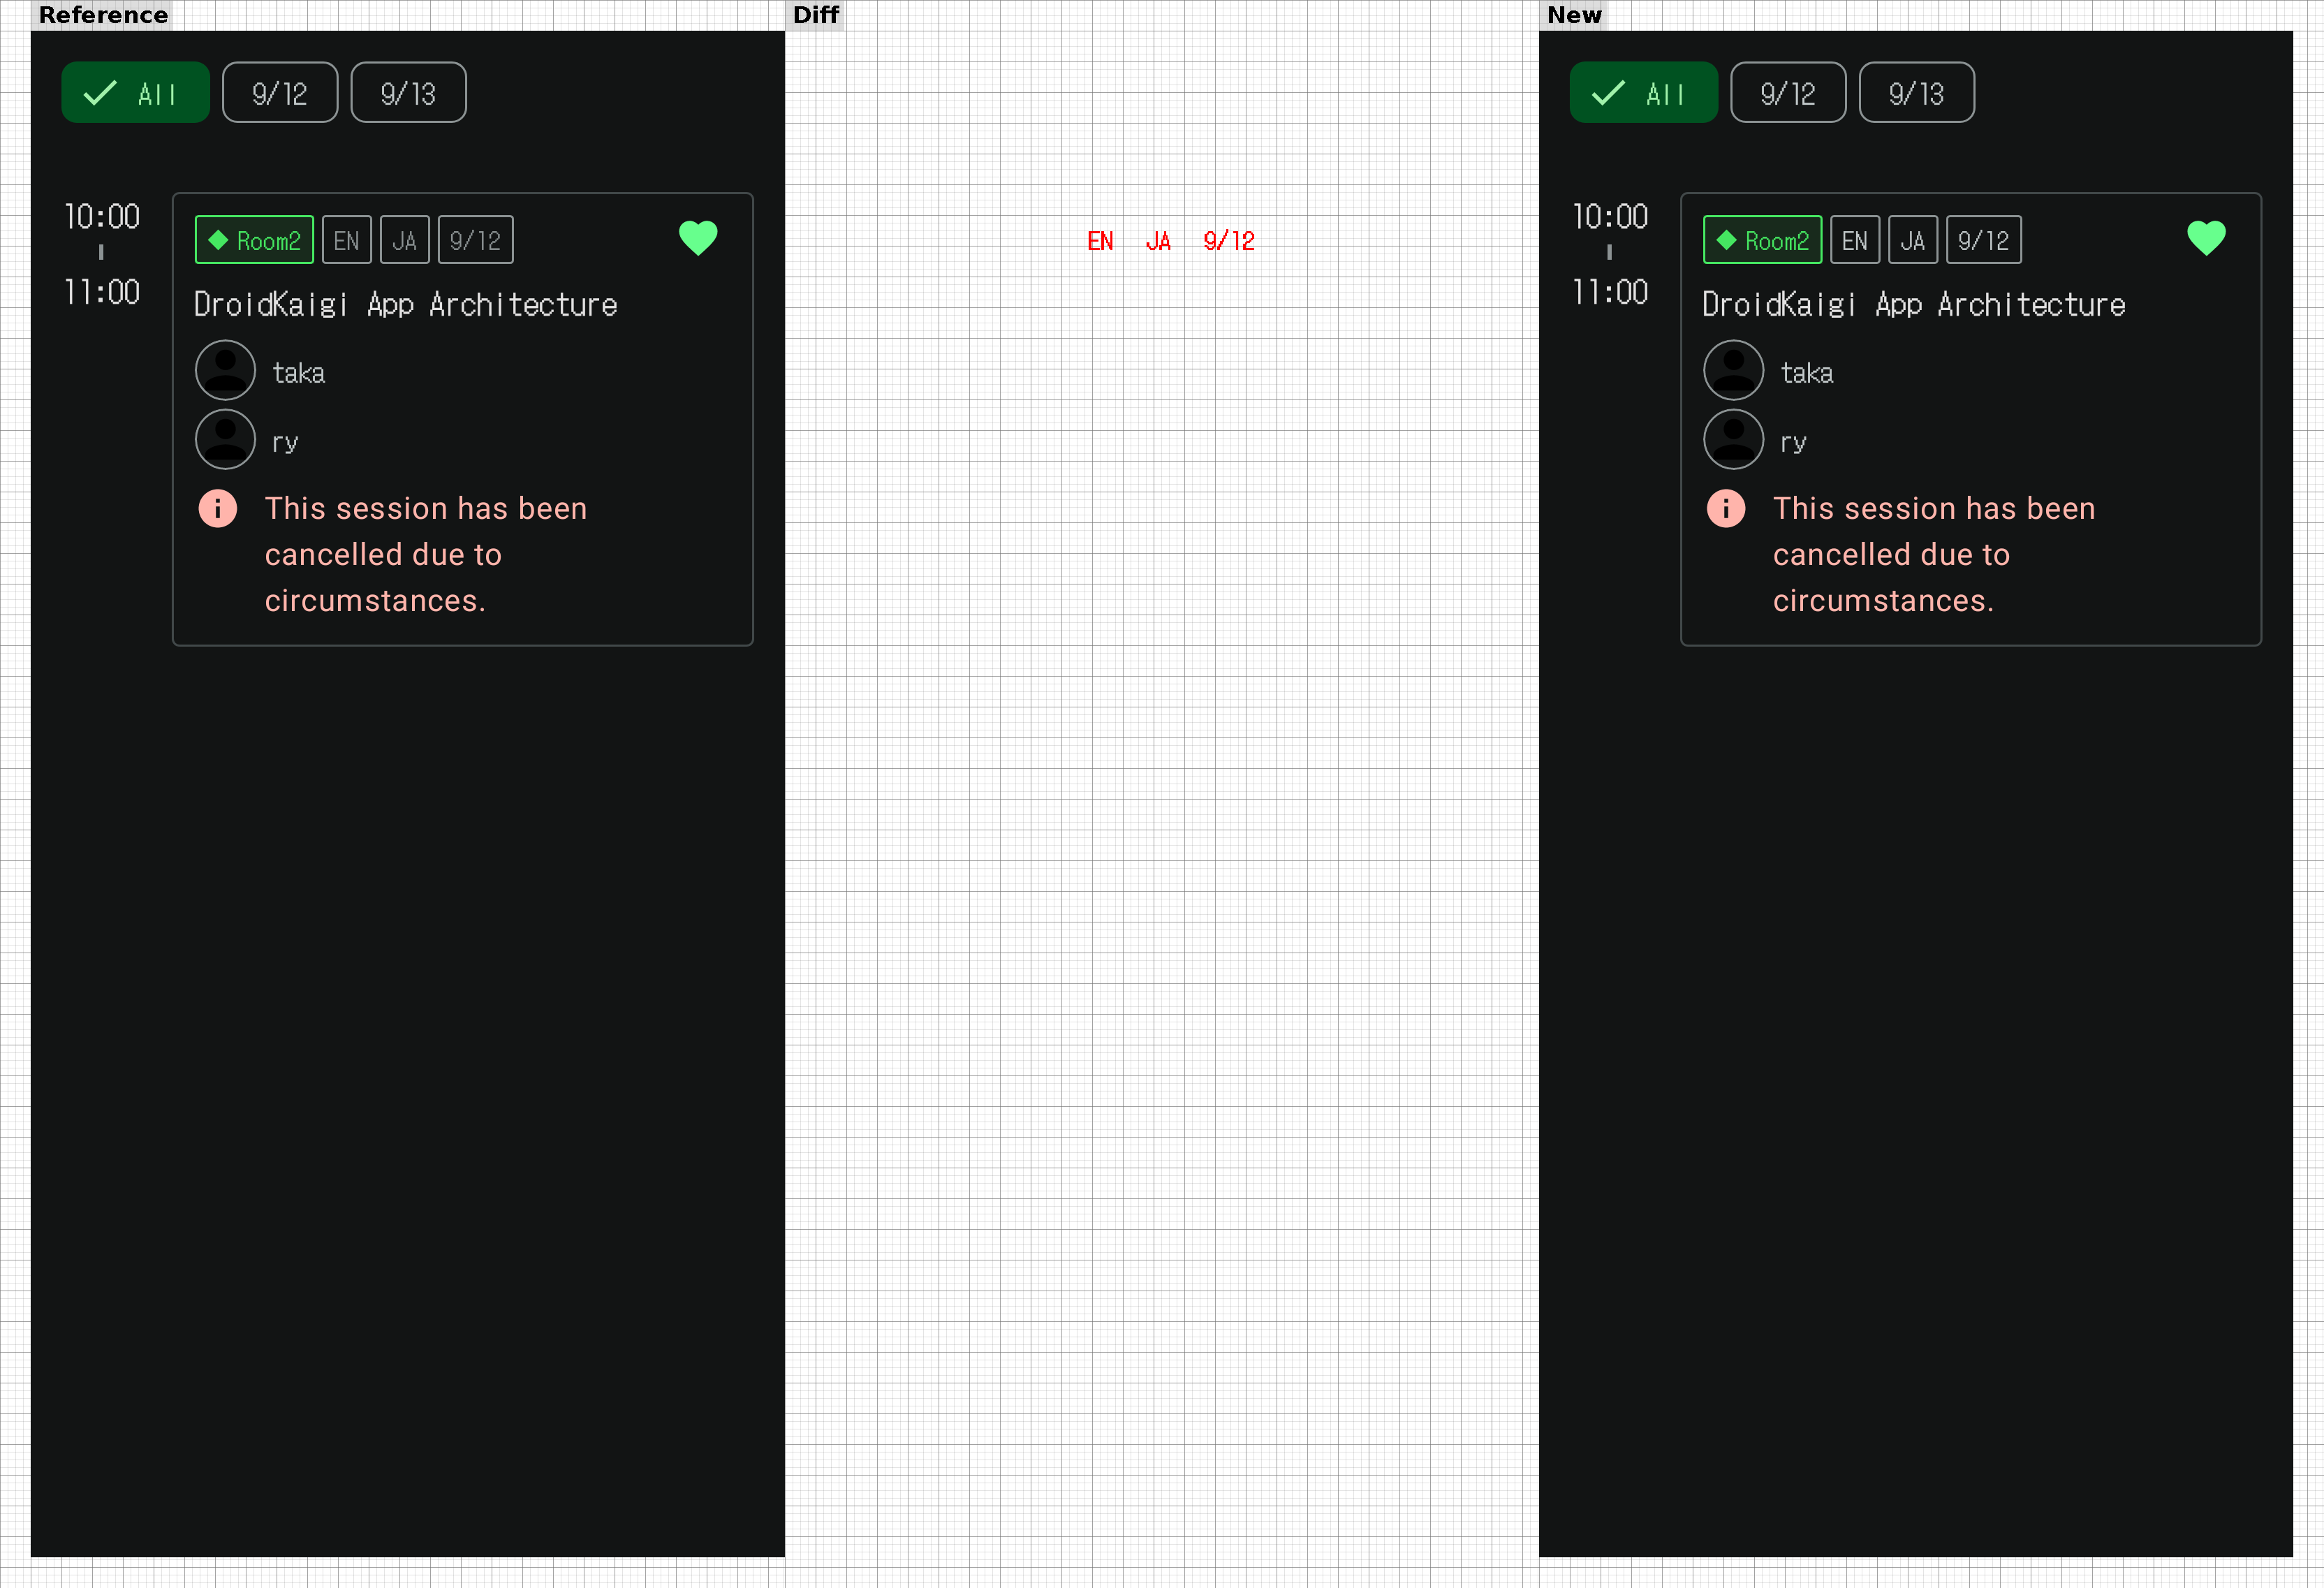 Reference
All 9/12 9/13
10:00
11:00
Room2 EN JA 9/12
DroidKaigi App Architecture
taka
ry
This session has been
cancelled due to
circumstances.
Diff
EN JA 9/12
New
All 9/12 9/13
10:00
11:00
Room2 EN JA 9/12
DroidKaigi App Architecture
taka
ry
This session has been
cancelled due to
circumstances.